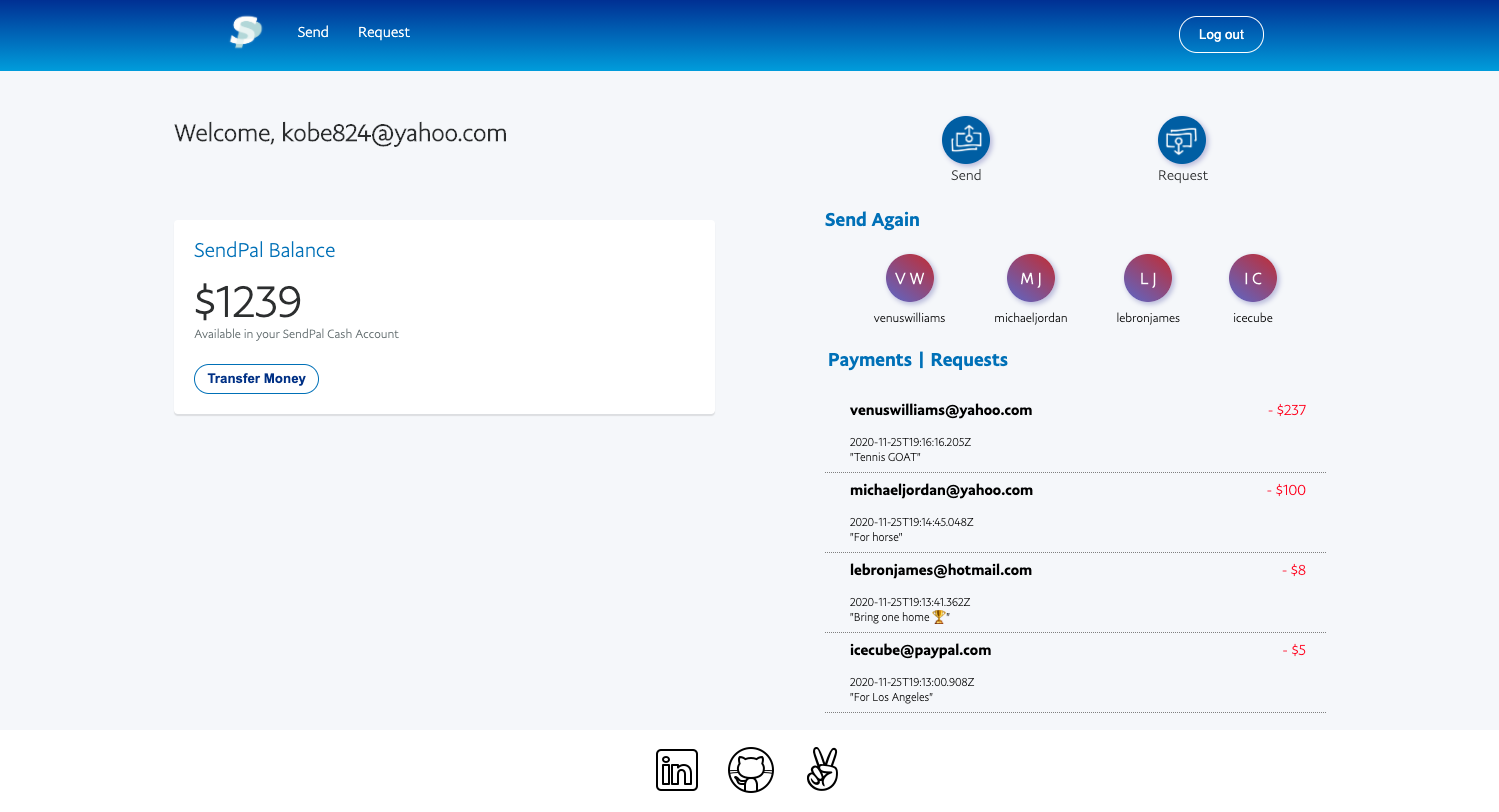 Send
Request
Log out
Welcome, kobe824@yahoo.com
Send
Request
SendPal Balance
$1239
Available in your SendPal Cash Account
Transfer Money
Send Again
V W
M J
L J
I C
venuswilliams
michaeljordan
lebronjames
icecube
Payments | Requests
venuswilliams@yahoo.com
- $237
2020-11-25T19:16:16.205Z
"Tennis GOAT"
michaeljordan@yahoo.com
- $100
2020-11-25T19:14:45.048Z
"For horse"
lebronjames@hotmail.com
- $8
2020-11-25T19:13:41.362Z
"Bring one home 🏆"
icecube@paypal.com
- $5
2020-11-25T19:13:00.908Z
"For Los Angeles"
in